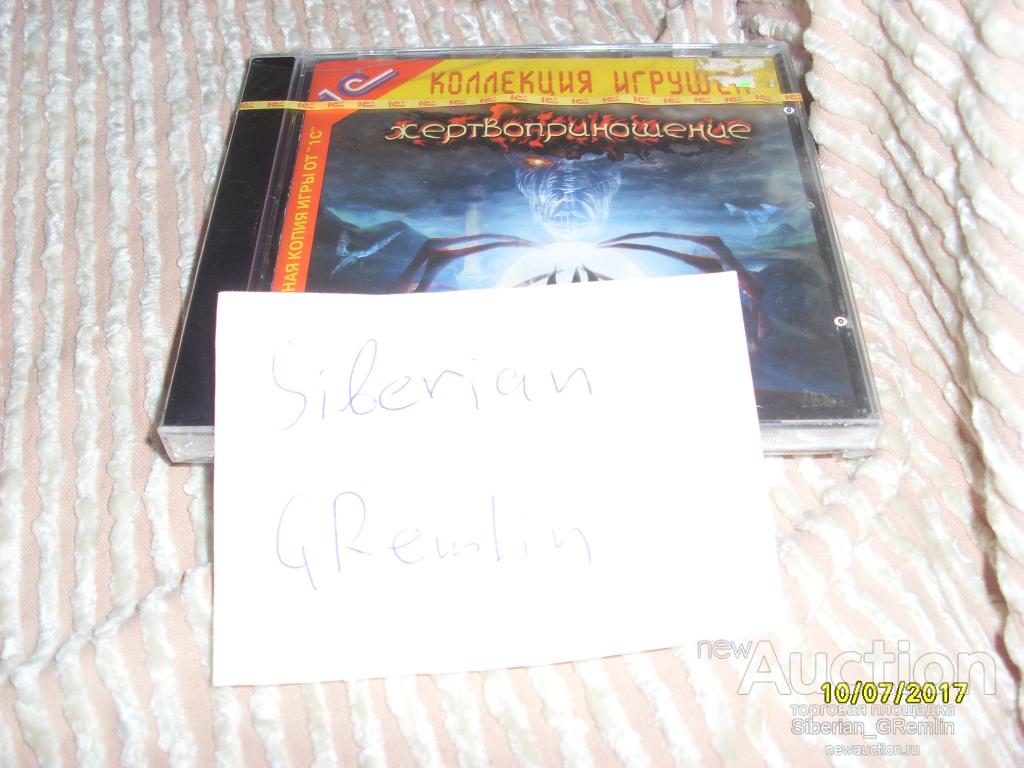 1С КОЛЛЕКЦИЯ ИГРУШЕК
ЖЕРТВОПРИНОШЕНИЕ
НАЯ КОПИЯ ИГРЫ ОТ "1С"
Siberian
GRemlin
newAuction
10/07/2017
торговая площадка
Siberian_GRemlin
newauction.ru